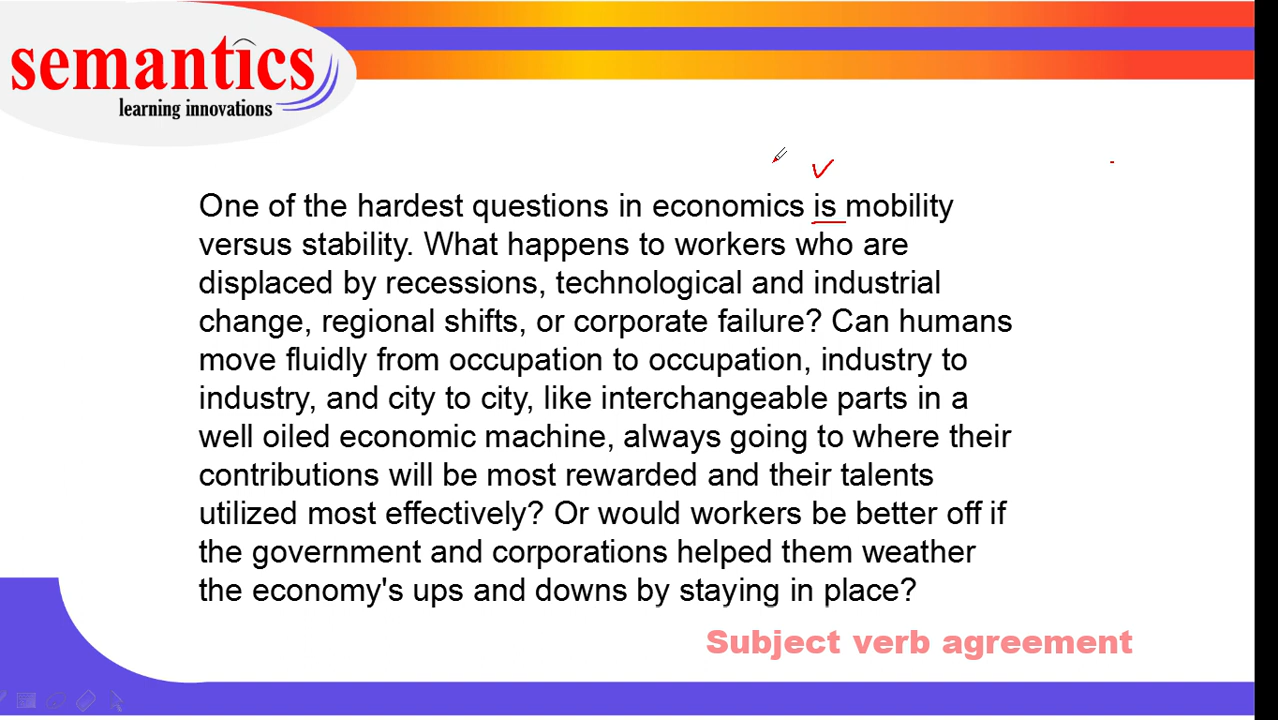 semantics
learning innovations
One of the hardest questions in economics is mobility
versus stability. What happens to workers who are
displaced by recessions, technological and industrial
change, regional shifts, or corporate failure? Can humans
move fluidly from occupation to occupation, industry to
industry, and city to city, like interchangeable parts in a
well oiled economic machine, always going to where their
contributions will be most rewarded and their talents
utilized most effectively? Or would workers be better off if
the government and corporations helped them weather
the economy's ups and downs by staying in place?
Subject verb agreement